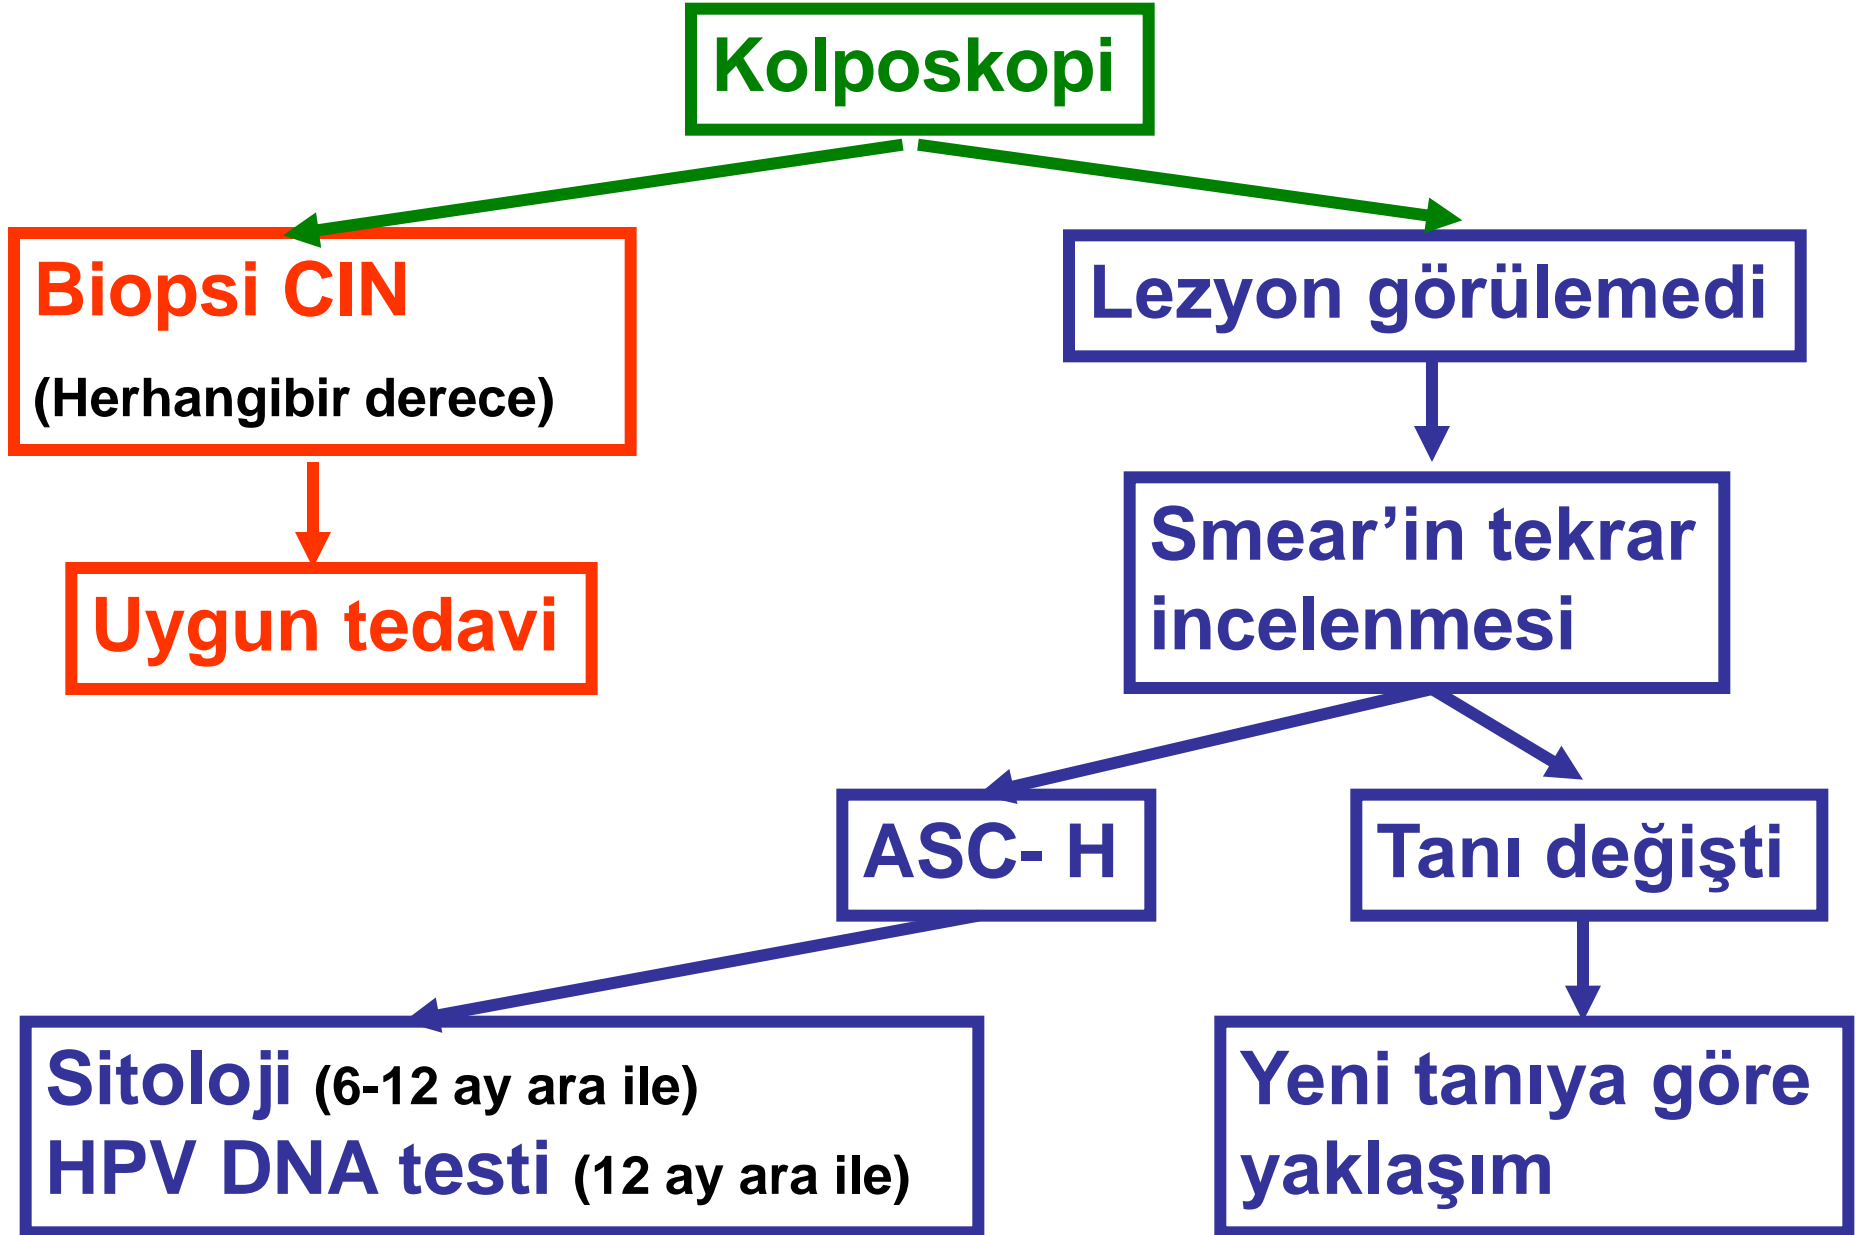 Kolposkopi
Biopsi CIN
(Herhangibir derece)
Lezyon görülemedi
Uygun tedavi
Smear’in tekrar
incelenmesi
ASC- H
Tanı değişti
Sitoloji (6-12 ay ara ile)
HPV DNA testi (12 ay ara ile)
Yeni tanıya göre
yaklaşım